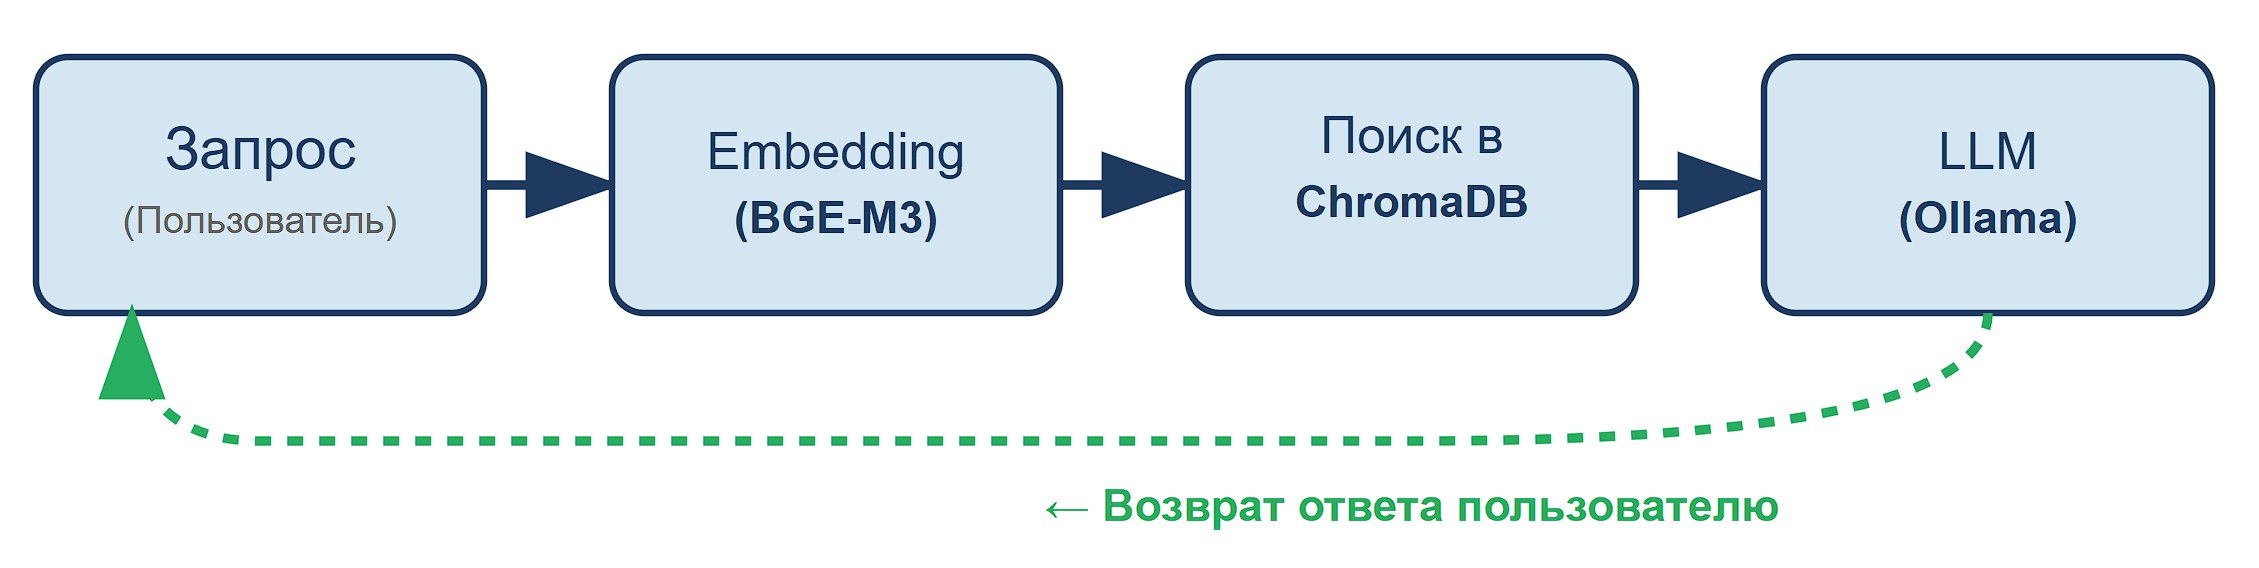 Запрос
(Пользователь)
Embedding
(BGE-M3)
Поиск в
ChromaDB
LLM
(Ollama)
← Возврат ответа пользователю